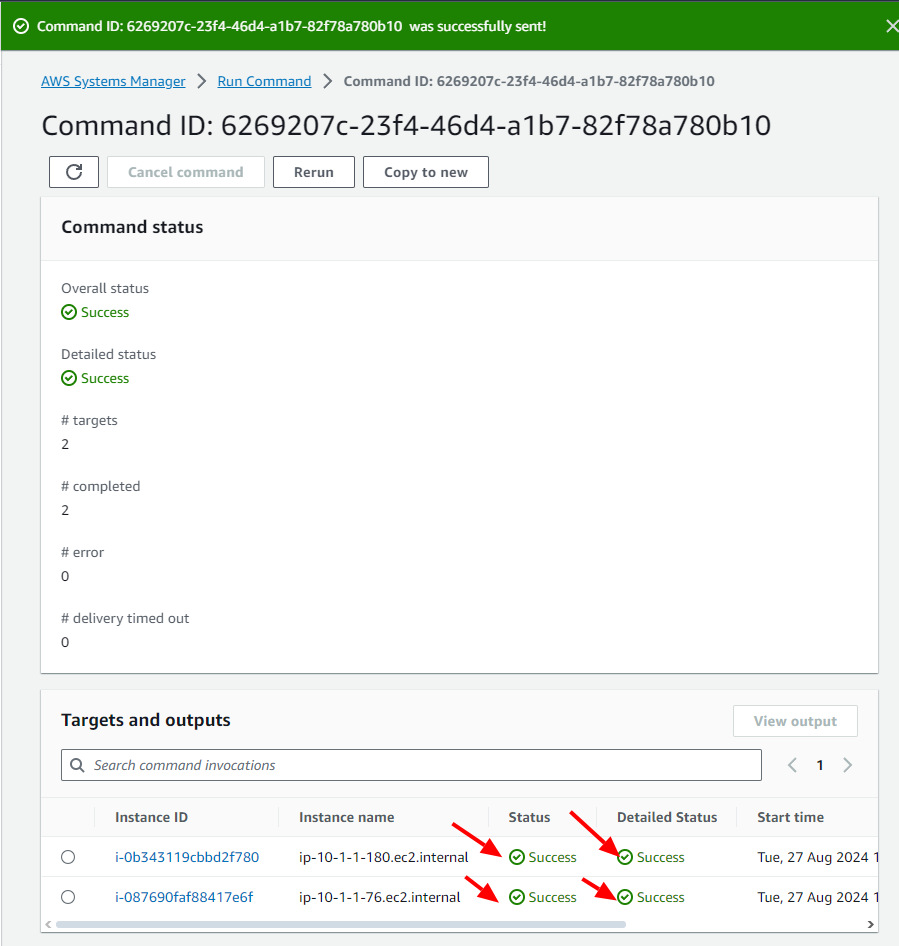 Command ID: 6269207c-23f4-46d4-a1b7-82f78a780b10 was successfully sent!
AWS Systems Manager Run Command Command ID: 6269207c-23f4-46d4-a1b7-82f78a780b10
Command ID: 6269207c-23f4-46d4-a1b7-82f78a780b10
Cancel command Rerun Copy to new
Command status
Overall status
Success
Detailed status
Success
# targets
2
# completed
2
# error
0
# delivery timed out
0
Targets and outputs View output
Search command invocations 1
Instance ID Instance name Status Detailed Status Start time
i-0b343119cbbd2f780 ip-10-1-1-180.ec2.internal Success Success Tue, 27 Aug 2024 1
i-087690faf88417e6f ip-10-1-1-76.ec2.internal Success Success Tue, 27 Aug 2024 1